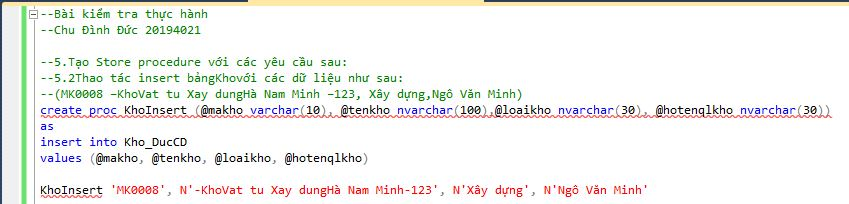 --Bài kiểm tra thực hành
--Chu Đình Đức 20194021
--5.Tạo Store procedure với các yêu cầu sau:
--5.2Thao tác insert bảngKhovới các dữ liệu như sau:
--(MK0008 –KhoVat tu Xay dungHà Nam Minh –123, Xây dựng,Ngô Văn Minh)
create proc KhoInsert (@makho varchar(10), @tenkho nvarchar(100),@loaikho nvarchar(30), @hotenqlkho nvarchar(30))
as
insert into Kho_DucCD
values (@makho, @tenkho, @loaikho, @hotenqlkho)
KhoInsert 'MK0008', N'-KhoVat tu Xay dungHà Nam Minh-123', N'Xây dựng', N'Ngô Văn Minh'